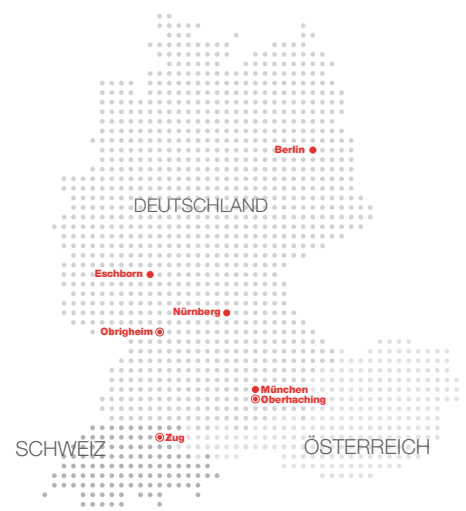 Berlin
DEUTSCHLAND
Eschborn
Nürnberg
Obrigheim
München
Oberhaching
Zug
SCHWEIZ
ÖSTERREICH